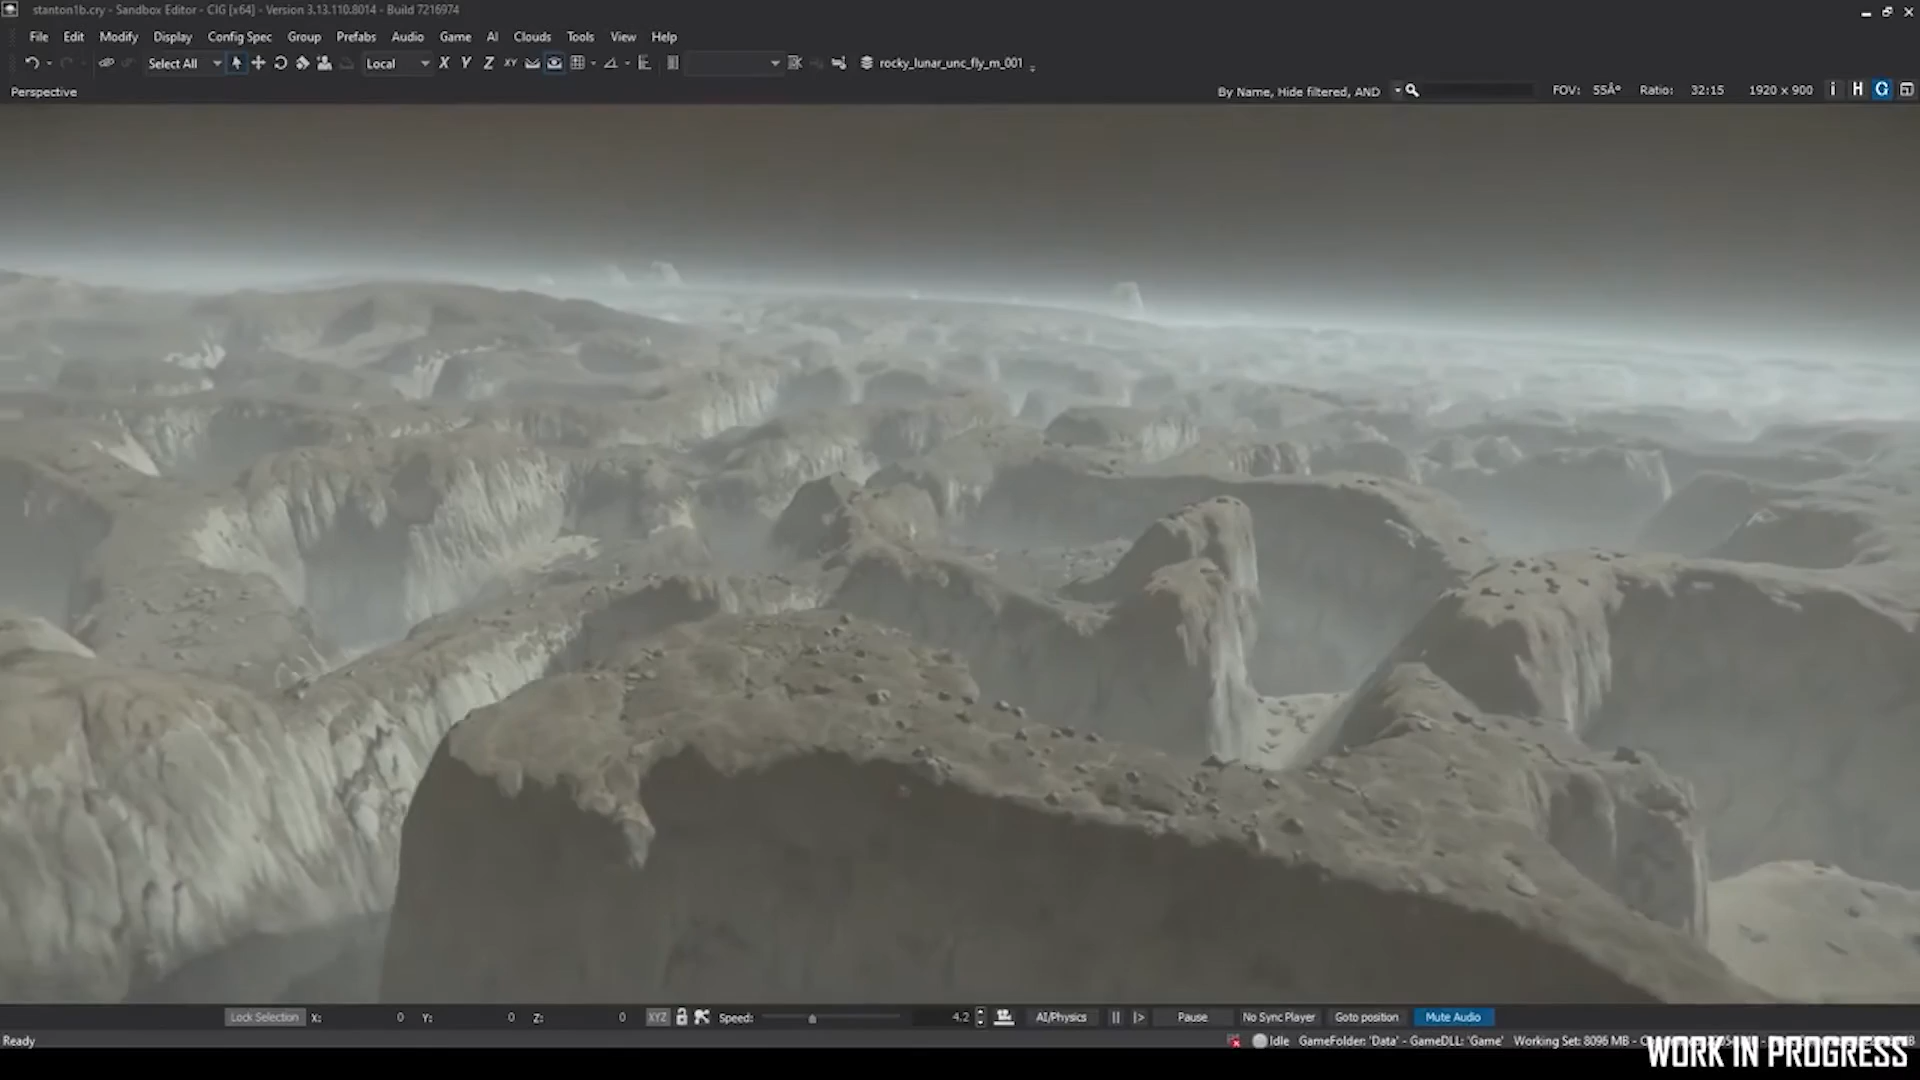 stanton1b.cry - Sandbox Editor - CIG [x64] - Version 3.13.110.8014 - Build 7216974
File Edit Modify Display Config Spec Group Prefabs Audio Game AI Clouds Tools View Help
Select All Local X Y Z XY rocky_lunar_unc_fly_m_001
Perspective By Name, Hide filtered, AND FOV: 55Âº Ratio: 32:15 1920 x 900 i H G
Lock Selection X: 0 Y: 0 Z: 0 XYZ Speed: 4.2 AI/Physics Pause No Sync Player Goto position Mute Audio
Ready Idle GameFolder: 'Data' - GameDLL: 'Game' Working Set: 8096 MB -
WORK IN PROGRESS